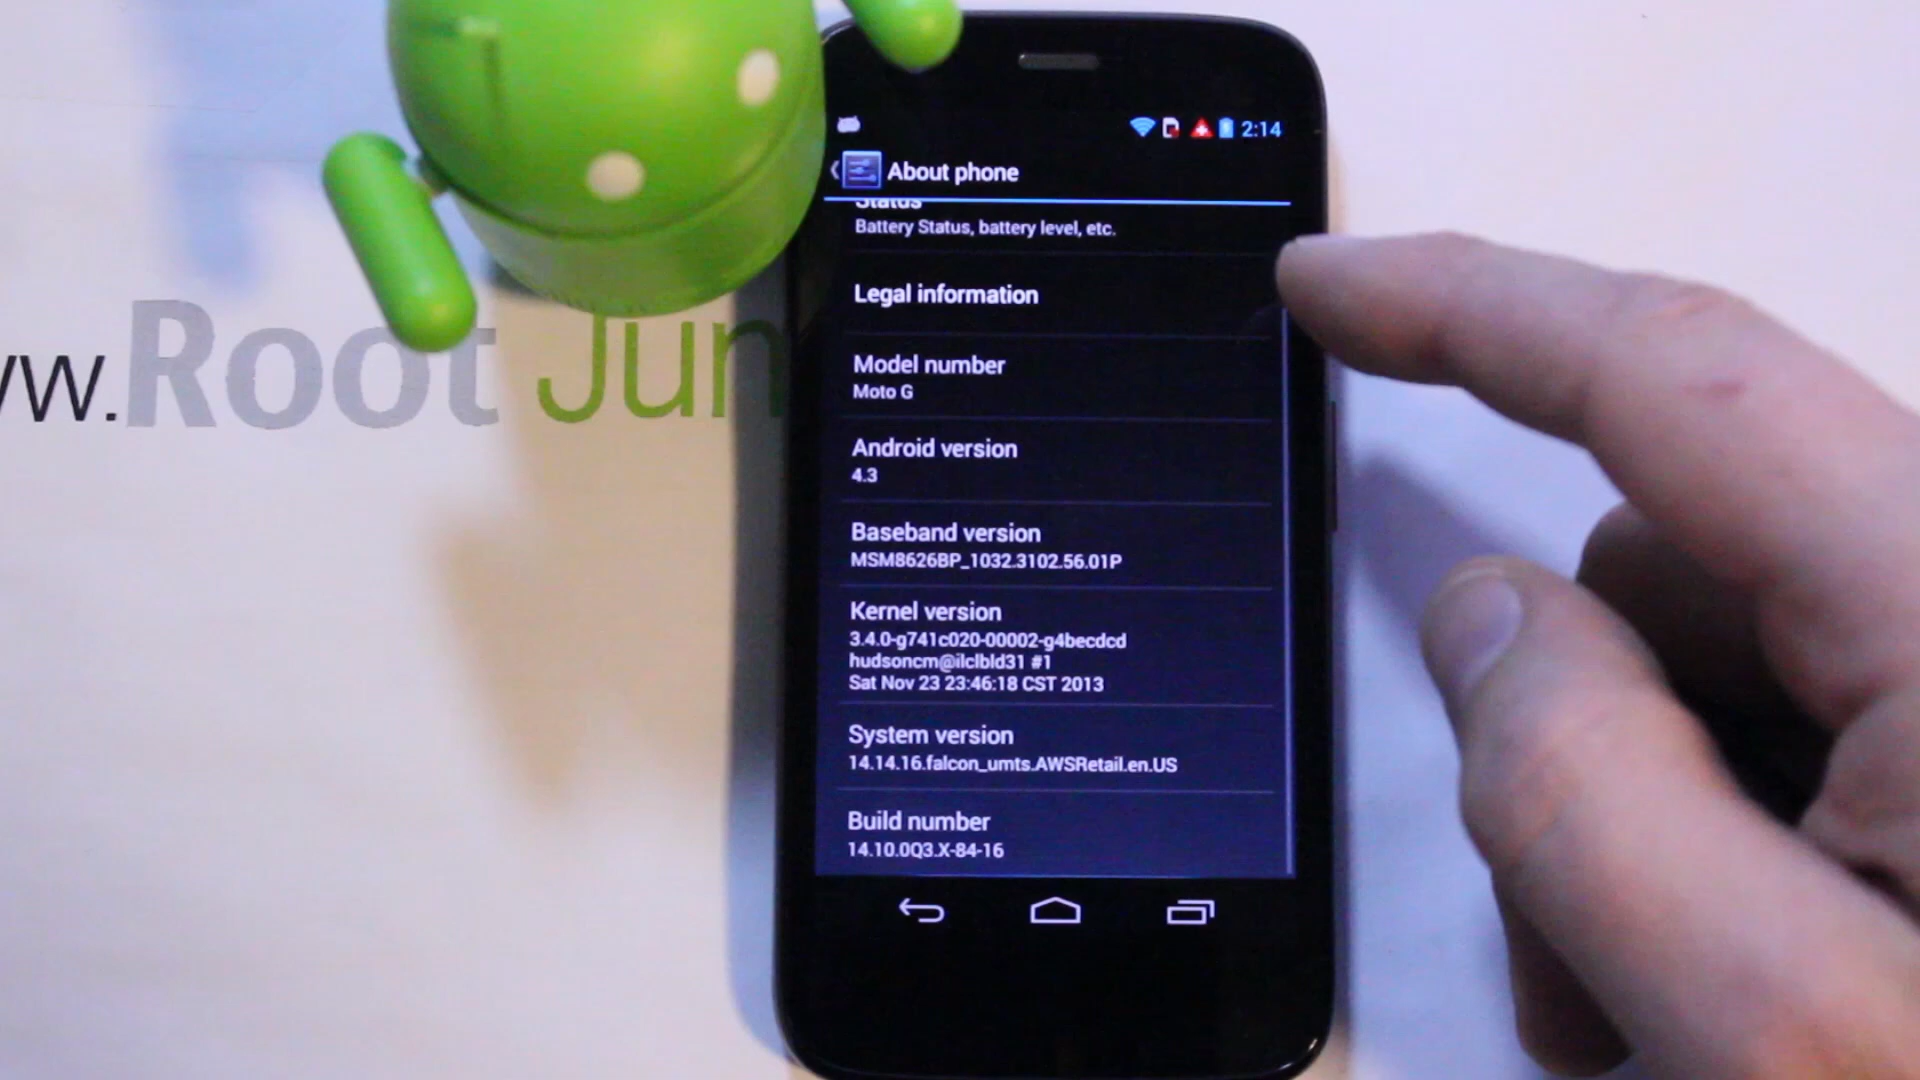 2:14
About phone
Status
Battery Status, battery level, etc.
Legal information
Model number
Moto G
Android version
4.3
Baseband version
MSM8626BP_1032.3102.56.01P
Kernel version
3.4.0-g741c020-00002-g4becdcd
hudsoncm@ilclbld31 #1
Sat Nov 23 23:46:18 CST 2013
System version
14.14.16.falcon_umts.AWSRetail.en.US
Build number
14.10.0Q3.X-84-16
ww.Root Jun